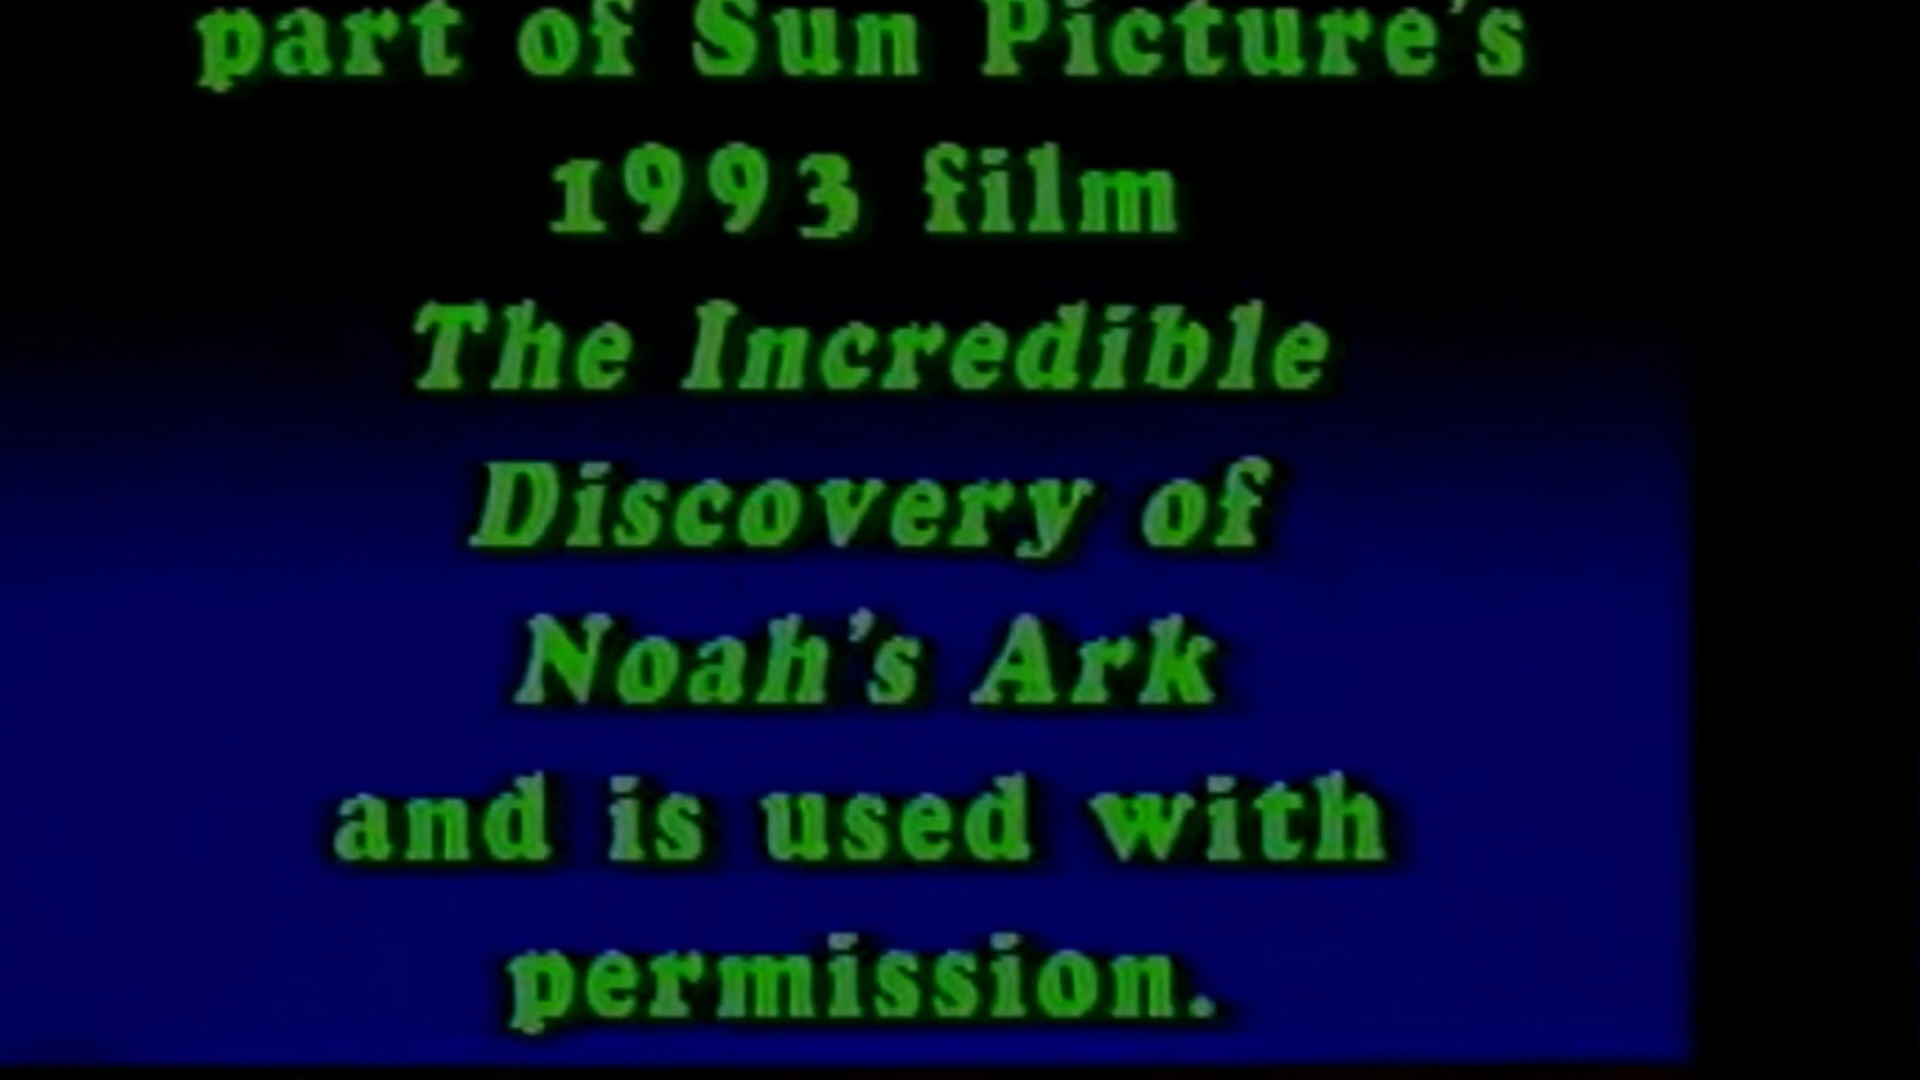 part of Sun Picture's
1993 film
The Incredible
Discovery of
Noah's Ark
and is used with
permission.